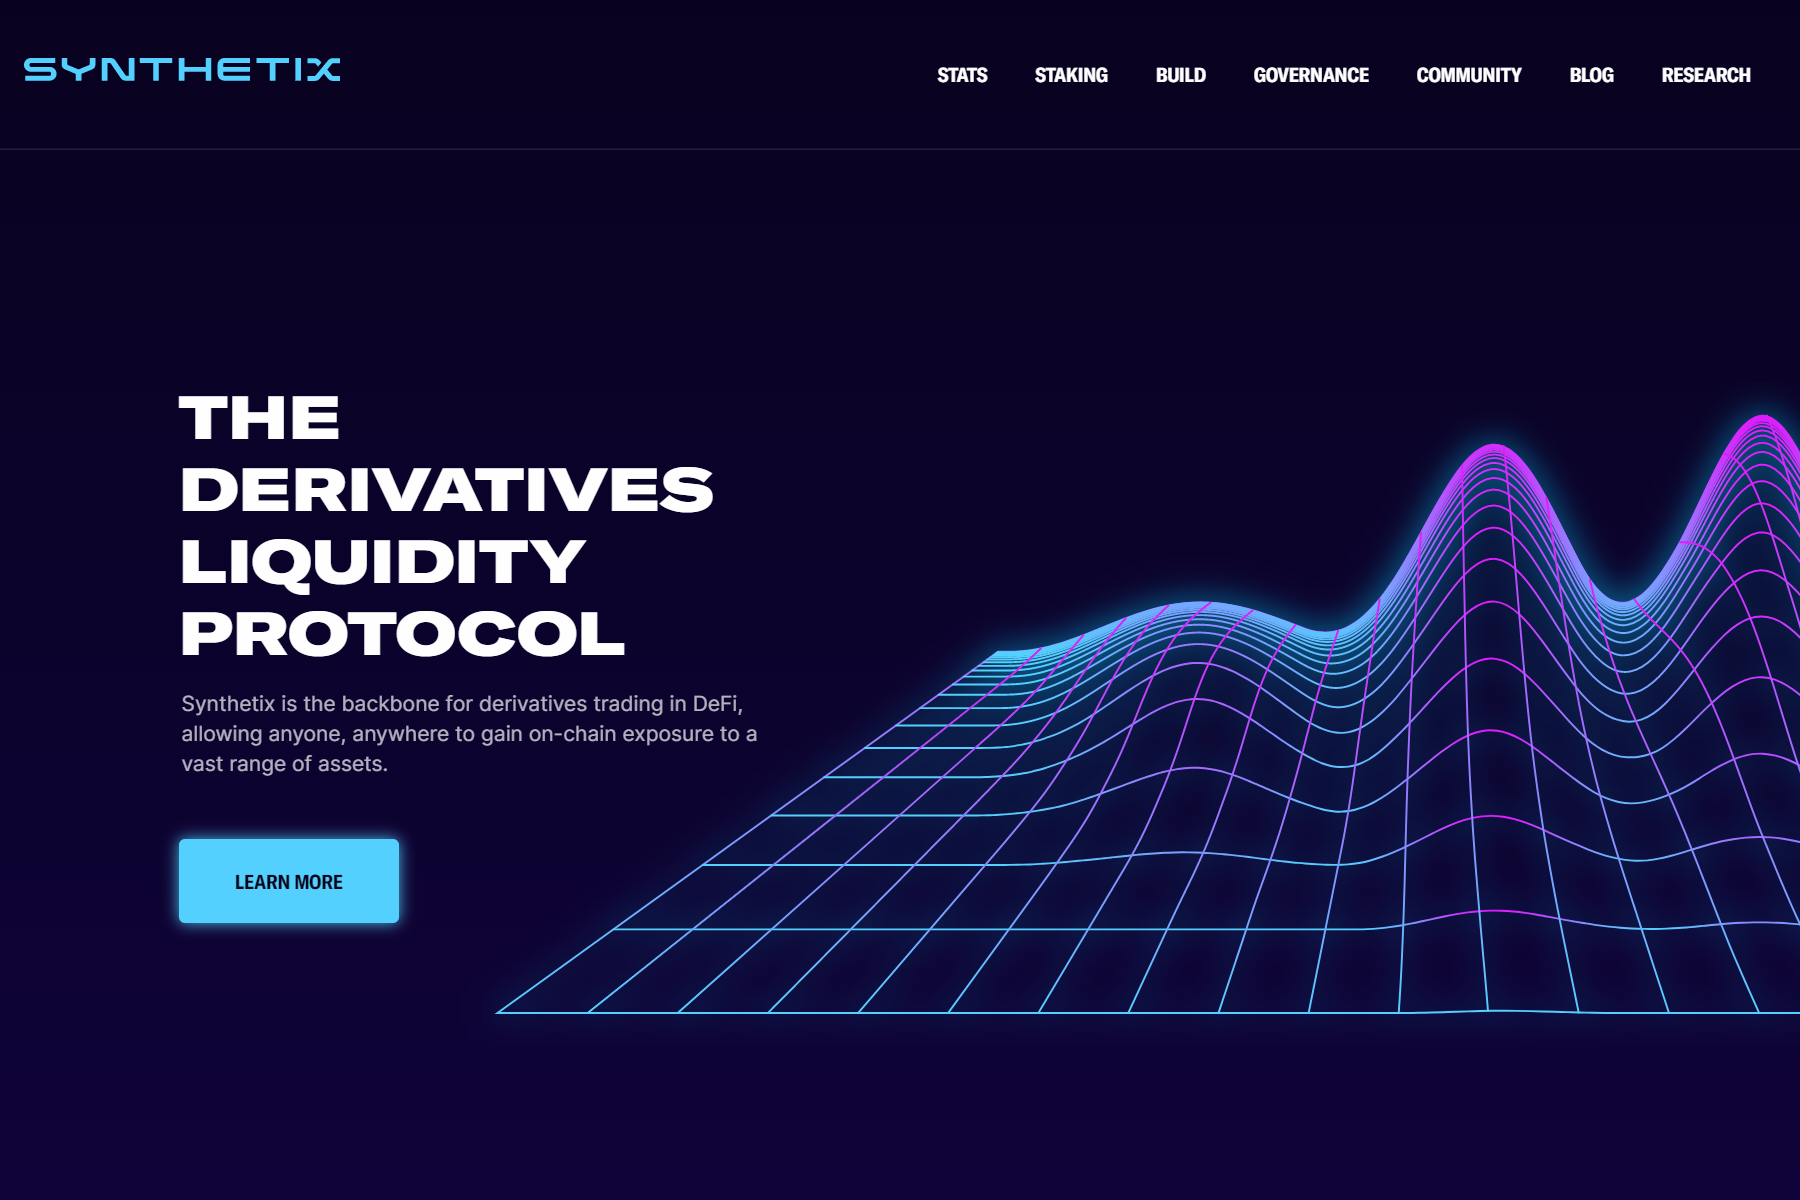 SYNTHETIX
STATS STAKING BUILD GOVERNANCE COMMUNITY BLOG RESEARCH
THE
DERIVATIVES
LIQUIDITY
PROTOCOL
Synthetix is the backbone for derivatives trading in DeFi,
allowing anyone, anywhere to gain on-chain exposure to a
vast range of assets.
LEARN MORE